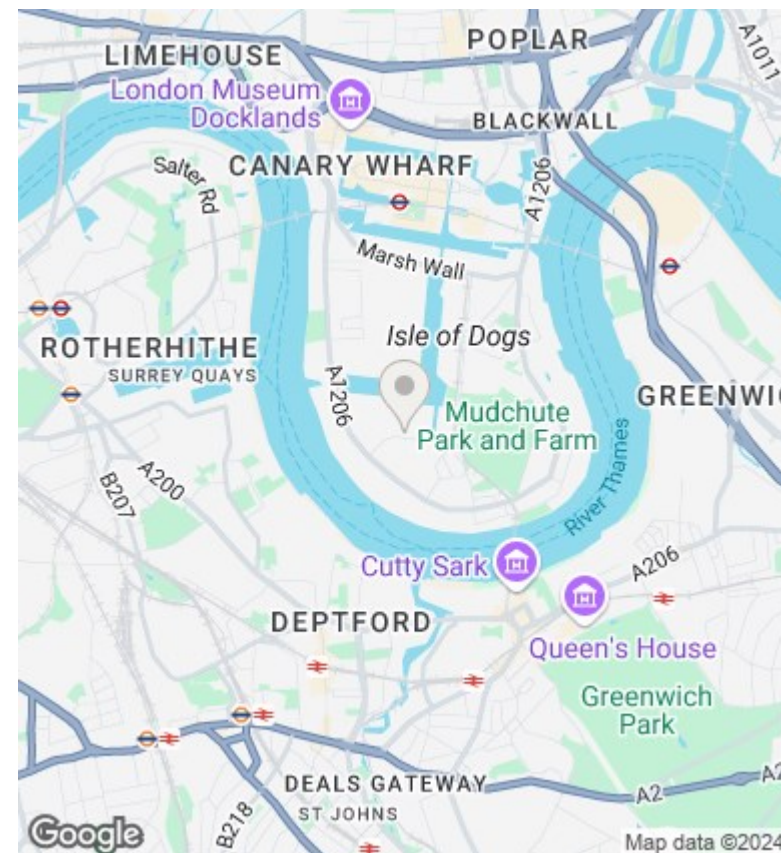 POPLAR
A1011
LIMEHOUSE
London Museum
Docklands
BLACKWALL
CANARY WHARF
Salter Rd
A1206
Marsh Wall
Isle of Dogs
ROTHERHITHE
SURREY QUAYS
A1206
GREENWI
Mudchute
Park and Farm
A200
B207
River Thames
Cutty Sark
A206
DEPTFORD
Queen's House
Greenwich
Park
DEALS GATEWAY
ST JOHNS
B218
A2
A2
Google
Map data ©2024